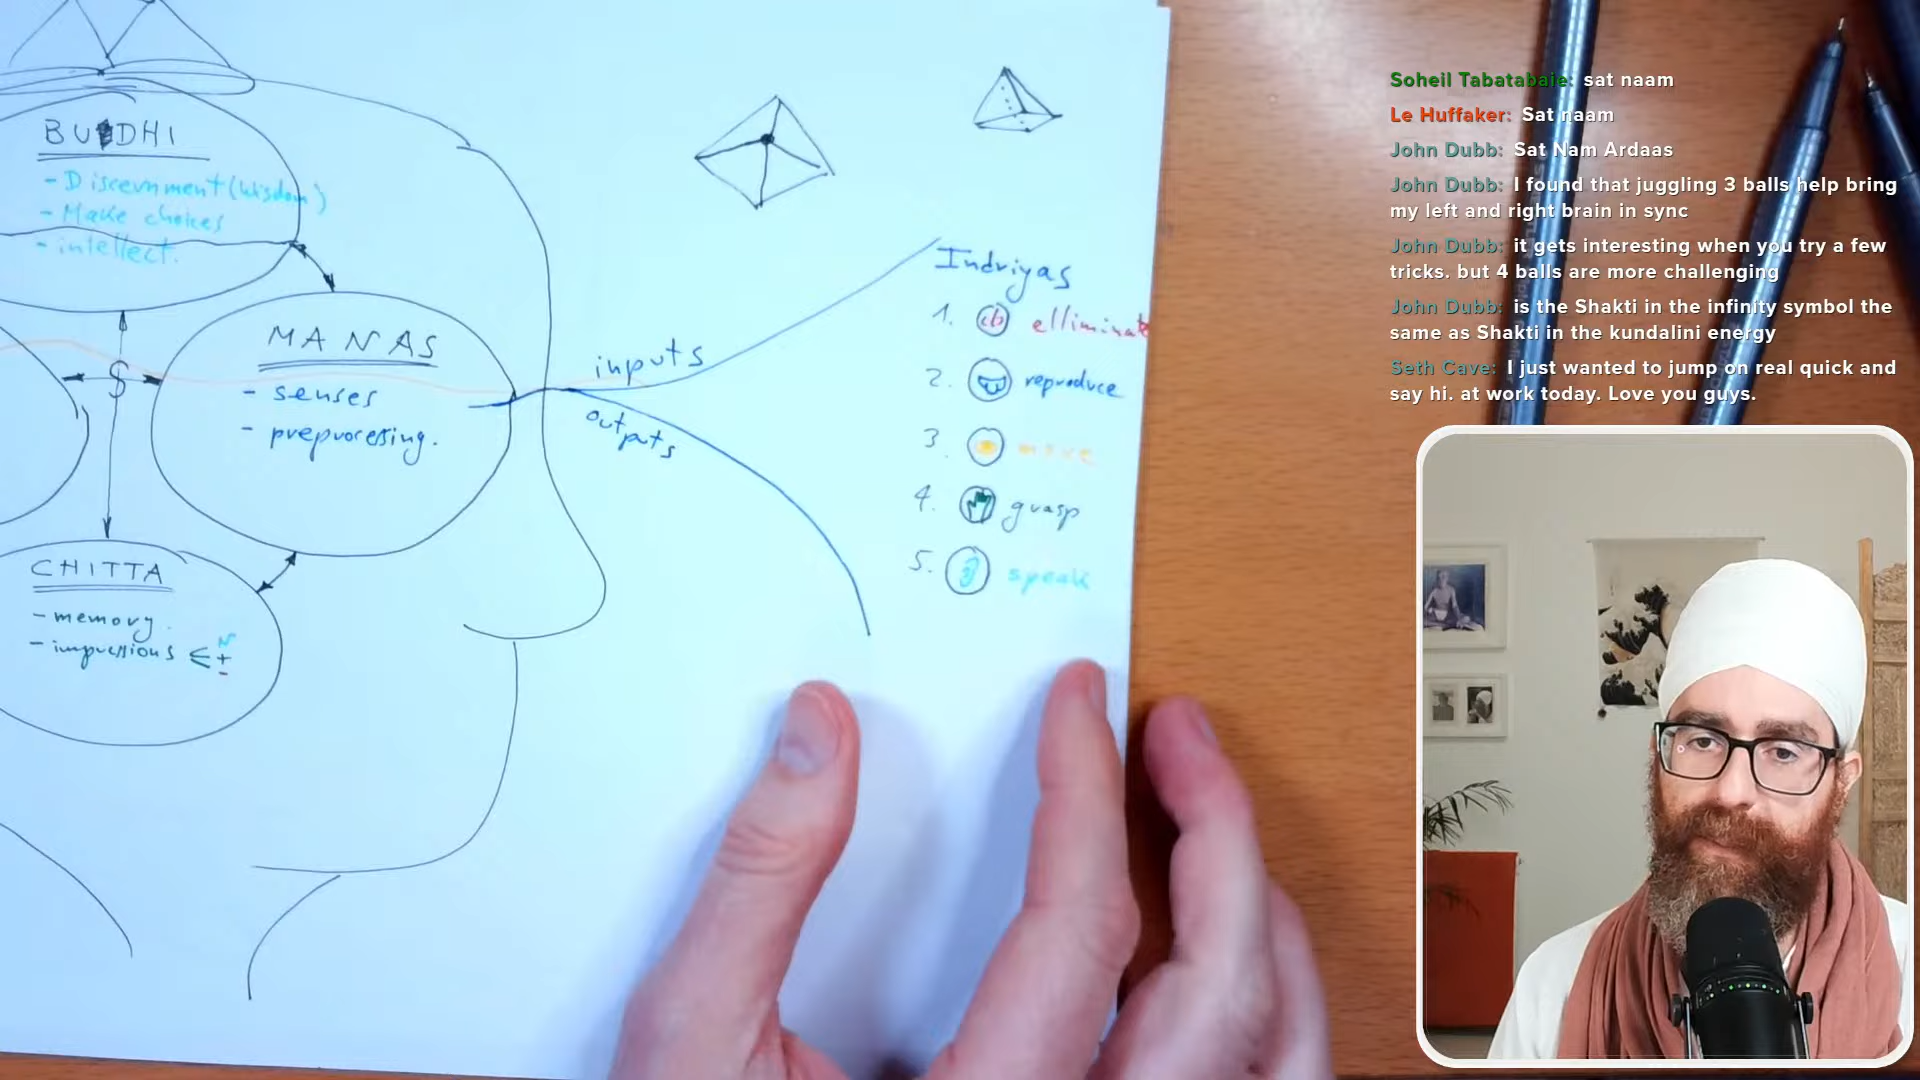 BUDDHI
- Discernment (wisdom)
- Make choices
- intellect.
MANAS
- senses
- preprocessing.
S
CHITTA
- memory.
- impressions < N
+
-
inputs
outputs
Indriyas
1. elliminat
2. reproduce
3. move
4. grasp
5. speak
Soheil Tabatabaie: sat naam
Le Huffaker: Sat naam
John Dubb: Sat Nam Ardaas
John Dubb: I found that juggling 3 balls help bring
my left and right brain in sync
John Dubb: it gets interesting when you try a few
tricks. but 4 balls are more challenging
John Dubb: is the Shakti in the infinity symbol the
same as Shakti in the kundalini energy
Seth Cave: I just wanted to jump on real quick and
say hi. at work today. Love you guys.